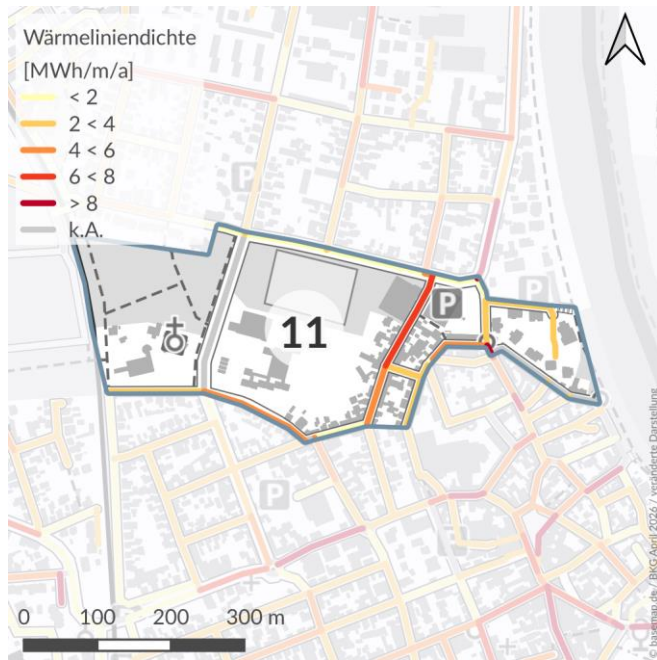 Wärmeliniendichte
[MWh/m/a]
< 2
2 < 4
4 < 6
6 < 8
> 8
k.A.
P
P
P
11
P
P
0 100 200 300 m
© basemap.de / BKG April 2026 / veränderte Darstellung